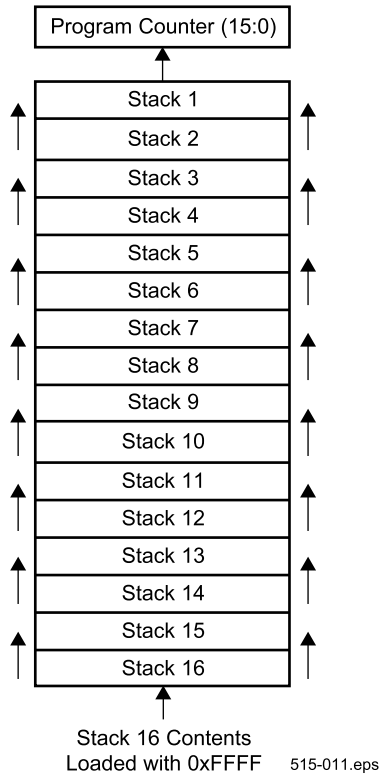 Program Counter (15:0)
Stack 1
Stack 2
Stack 3
Stack 4
Stack 5
Stack 6
Stack 7
Stack 8
Stack 9
Stack 10
Stack 11
Stack 12
Stack 13
Stack 14
Stack 15
Stack 16
Stack 16 Contents
Loaded with 0xFFFF
515-011.eps